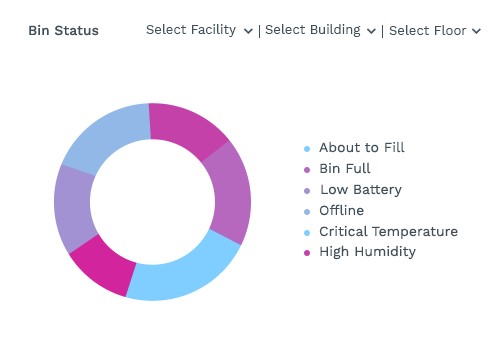 Bin Status Select Facility | Select Building | Select Floor
About to Fill
Bin Full
Low Battery
Offline
Critical Temperature
High Humidity